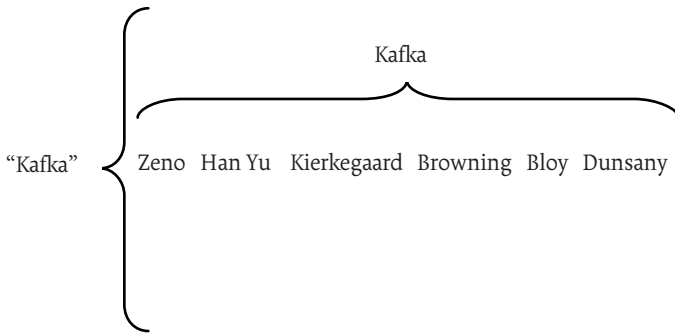 Kafka
“Kafka”
Zeno Han Yu Kierkegaard Browning Bloy Dunsany